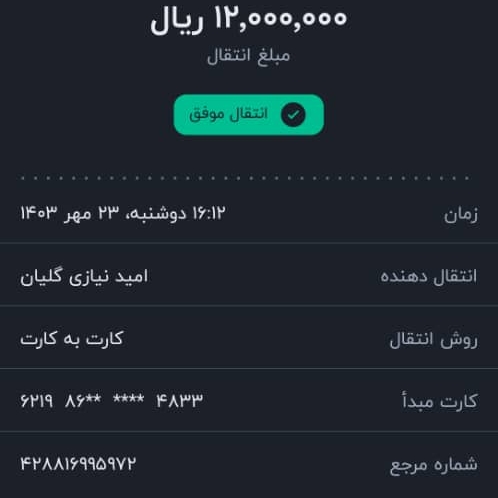 ۱۲,۰۰۰,۰۰۰ ریال
مبلغ انتقال
انتقال موفق
زمان ۱۶:۱۲ دوشنبه، ۲۳ مهر ۱۴۰۳
انتقال دهنده امید نیازی گلیان
روش انتقال کارت به کارت
کارت مبدأ ۶۲۱۹ ۸۶** **** ۴۸۳۳
شماره مرجع ۴۲۸۸۱۶۹۹۵۹۷۲